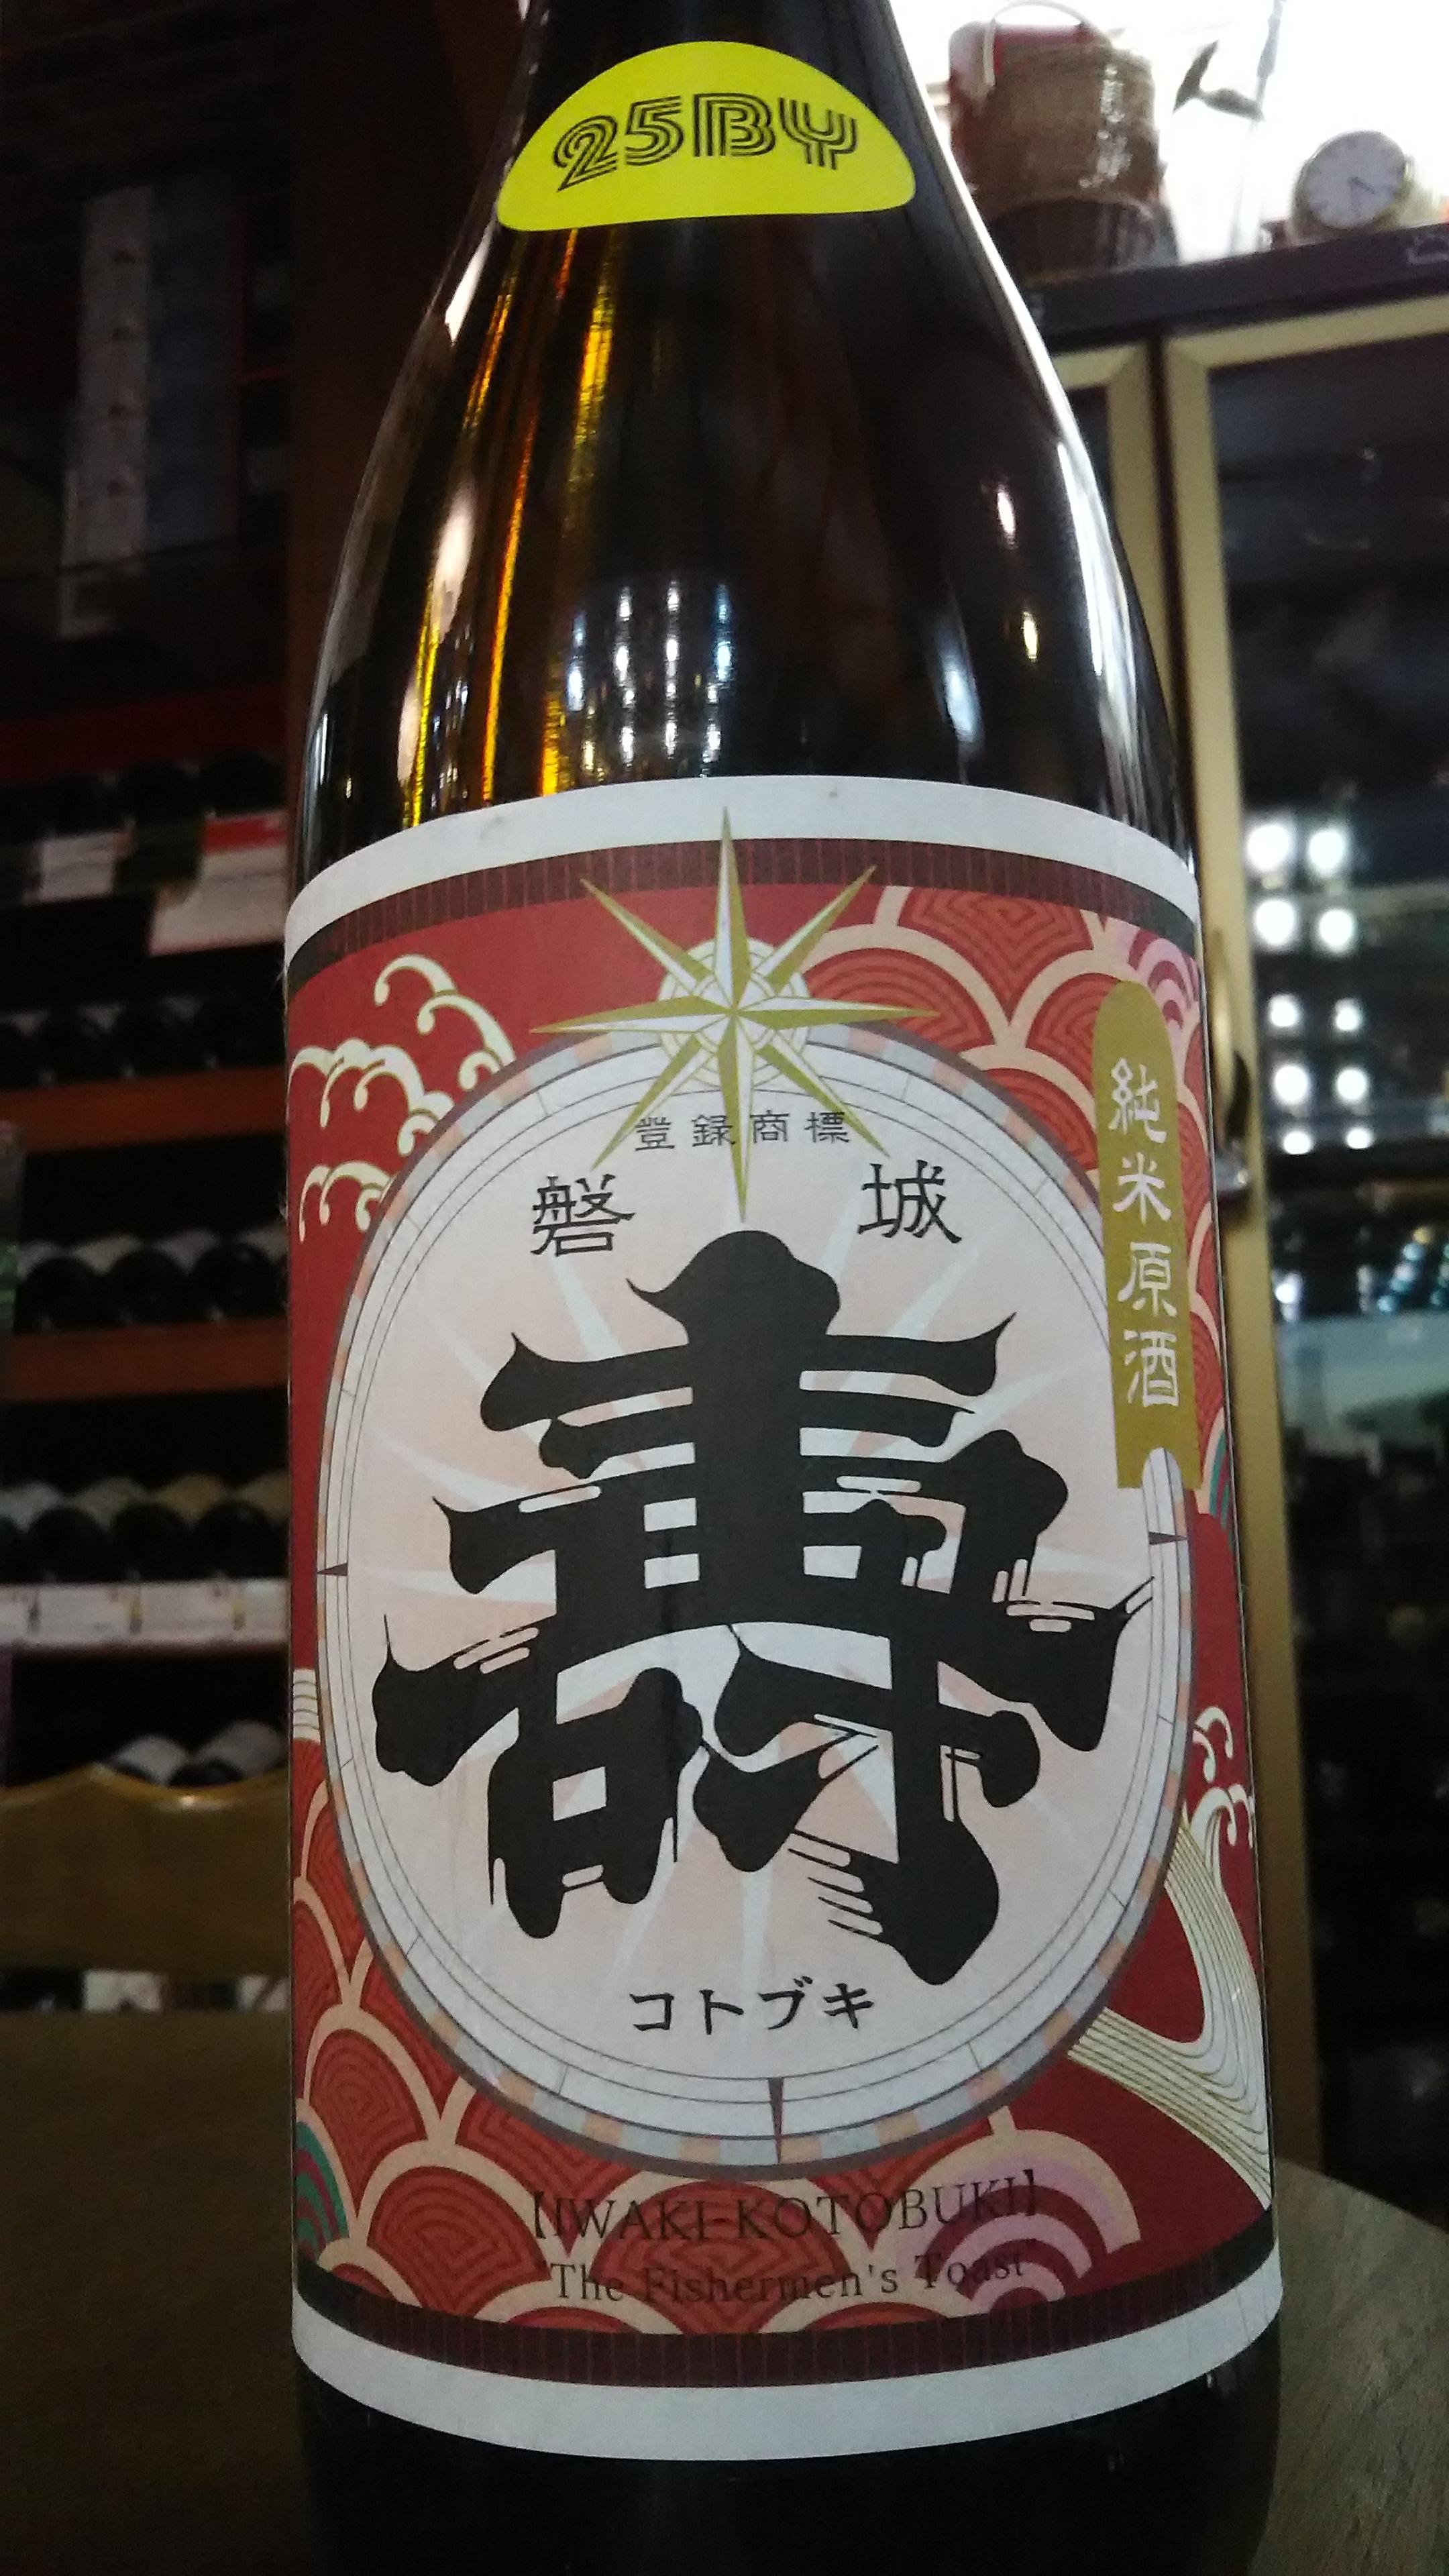 25BY
登録商標
磐城
壽
純米原酒
コトブキ
【IWAKI-KOTOBUKI】
"The Fishermen's Toast"